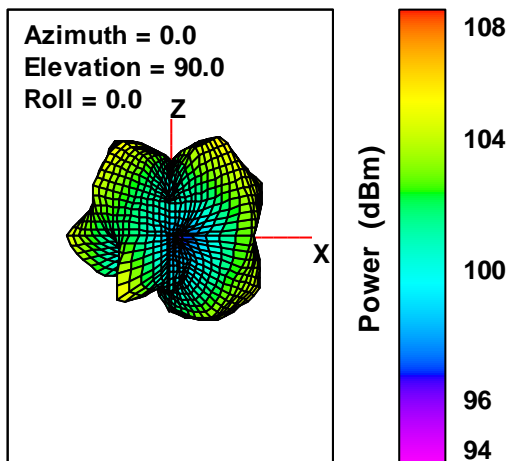 Azimuth = 0.0
Elevation = 90.0
Roll = 0.0
Z
X
Power (dBm)
108
104
100
96
94